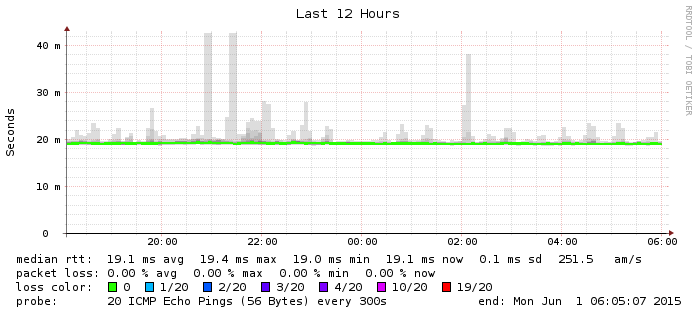 Last 12 Hours
RRDTOOL / TOBI OETIKER
Seconds
40 m
30 m
20 m
10 m
0
20:00 22:00 00:00 02:00 04:00 06:00
median rtt: 19.1 ms avg 19.4 ms max 19.0 ms min 19.1 ms now 0.1 ms sd 251.5 am/s
packet loss: 0.00 % avg 0.00 % max 0.00 % min 0.00 % now
loss color: 0 1/20 2/20 3/20 4/20 10/20 19/20
probe: 20 ICMP Echo Pings (56 Bytes) every 300s end: Mon Jun 1 06:05:07 2015